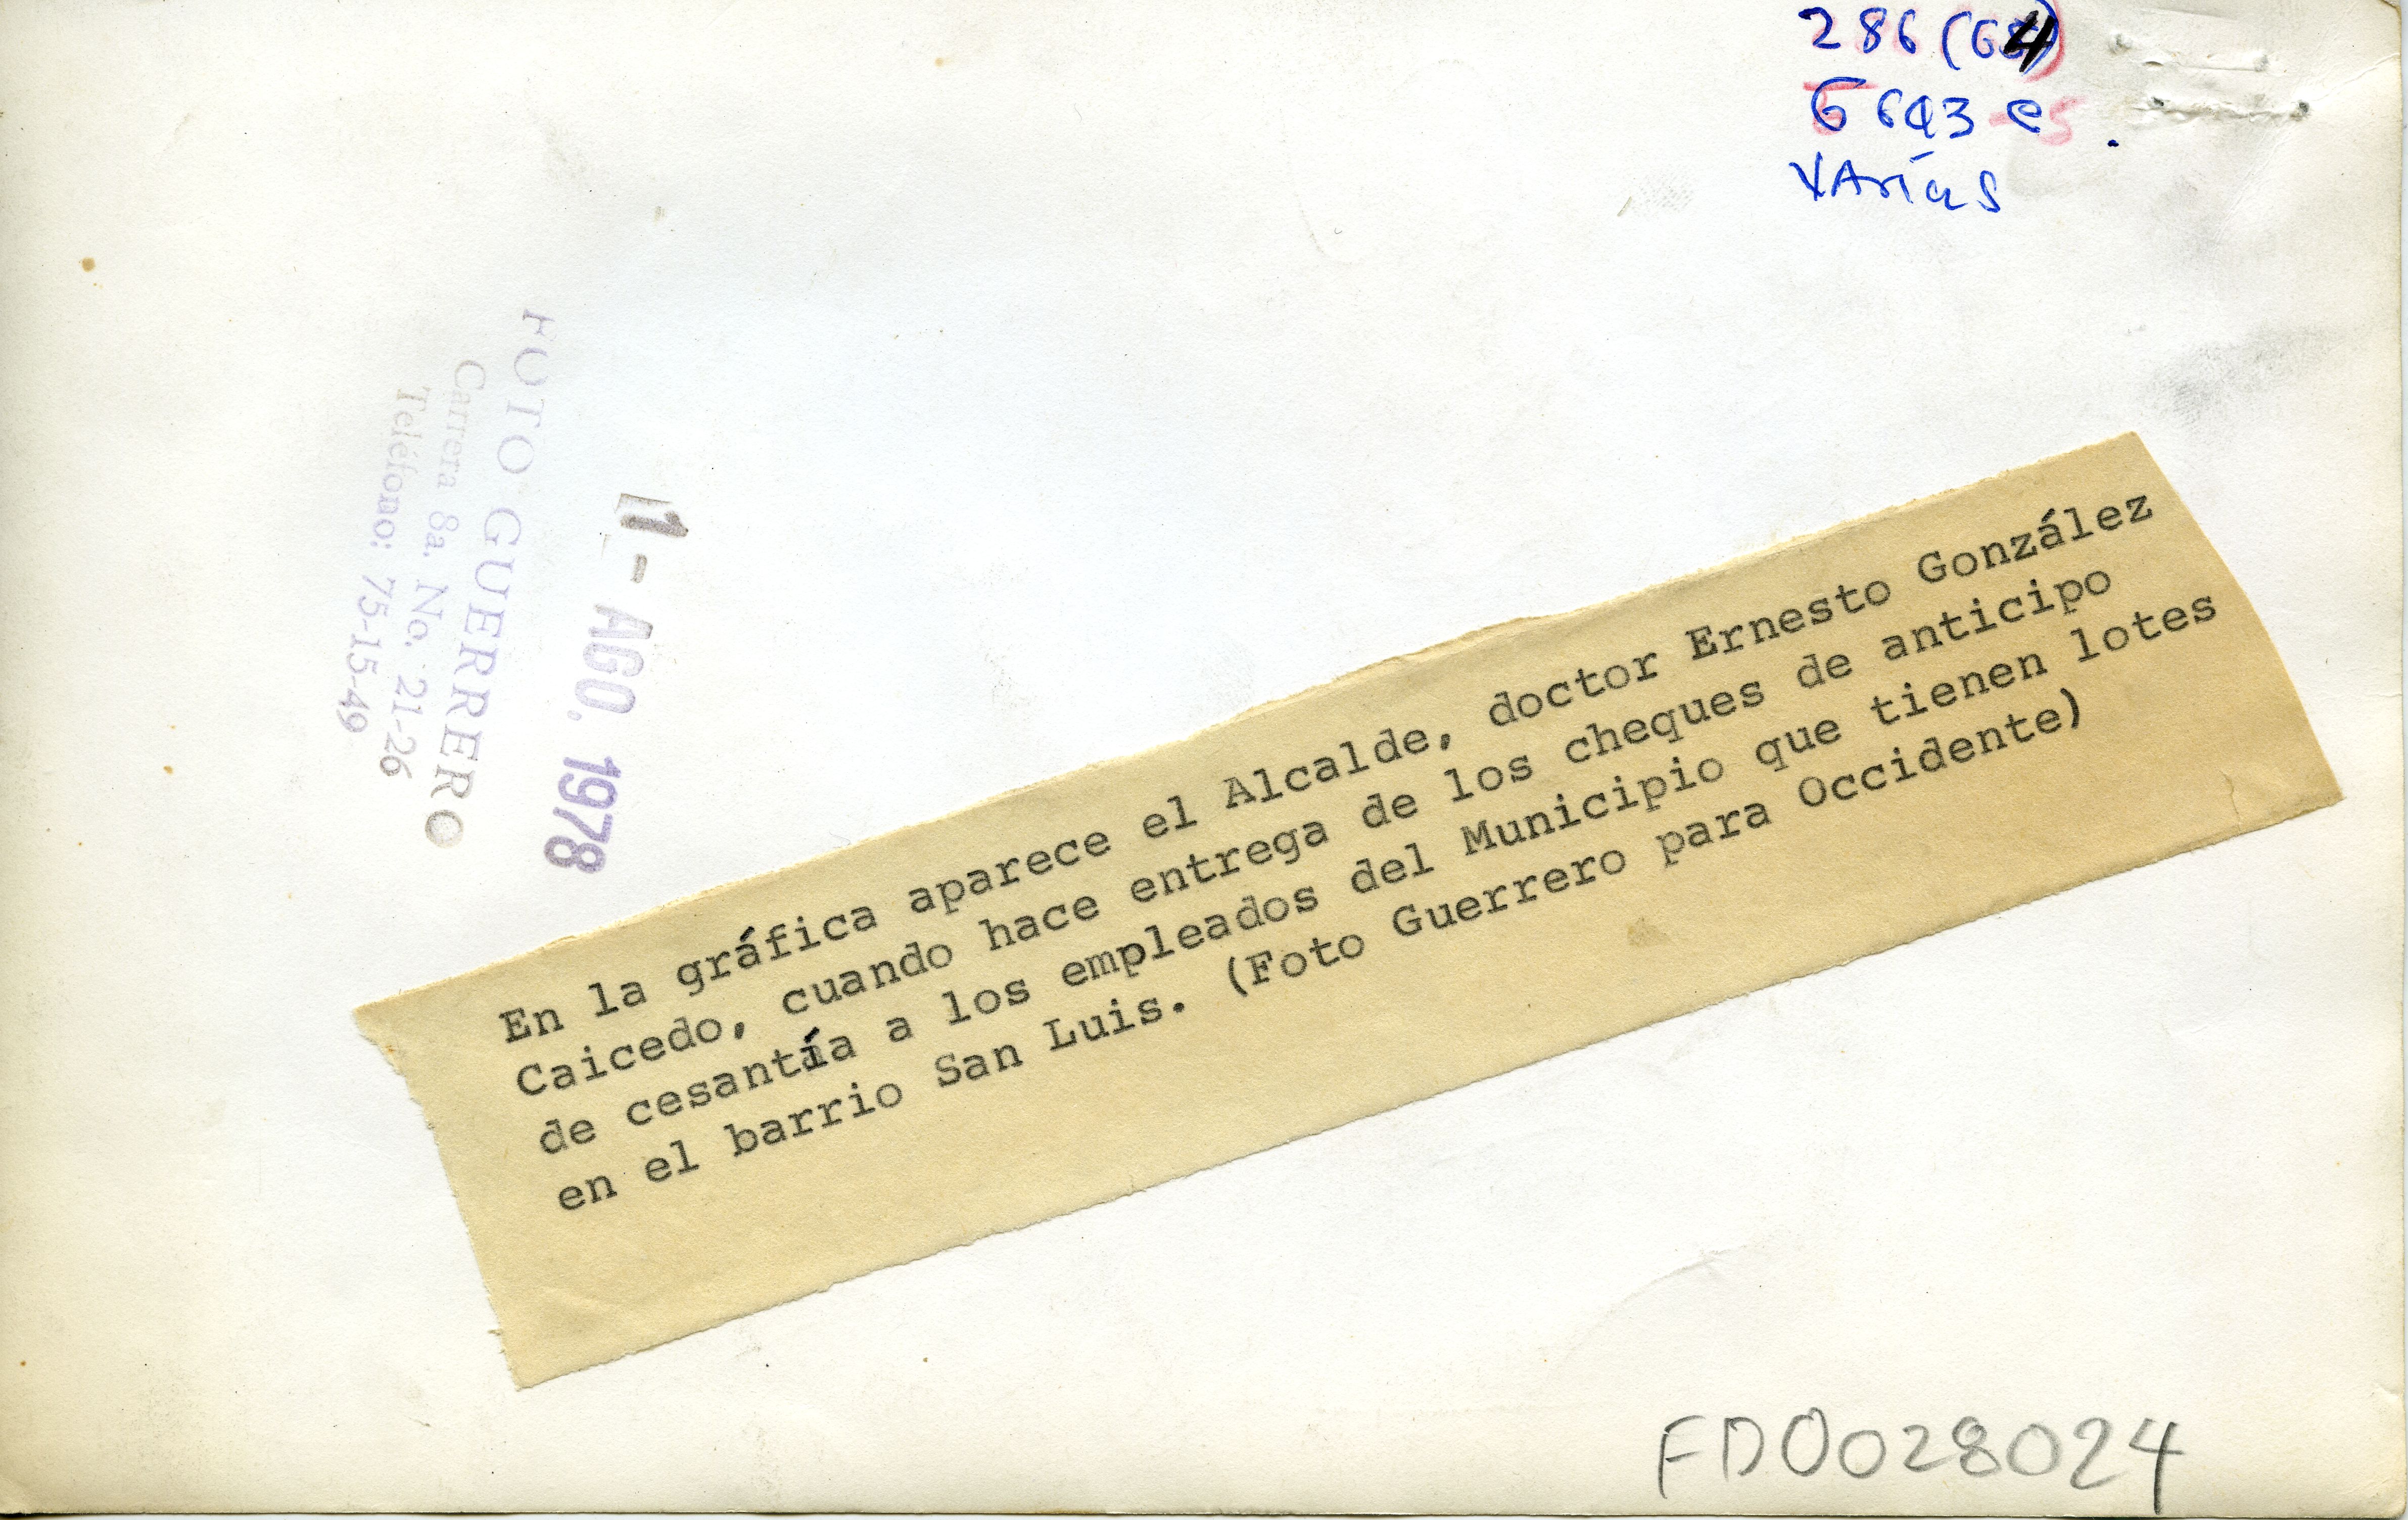 286 (64)
6643 e
VArías
FOTO GUERRERO
Carrera 8a. No. 21-26
Teléfono: 75-15-49
1 - AGO. 1978
En la gráfica aparece el Alcalde, doctor Ernesto González
Caicedo, cuando hace entrega de los cheques de anticipo
de cesantía a los empleados del Municipio que tienen lotes
en el barrio San Luis. (Foto Guerrero para Occidente)
FD0028024